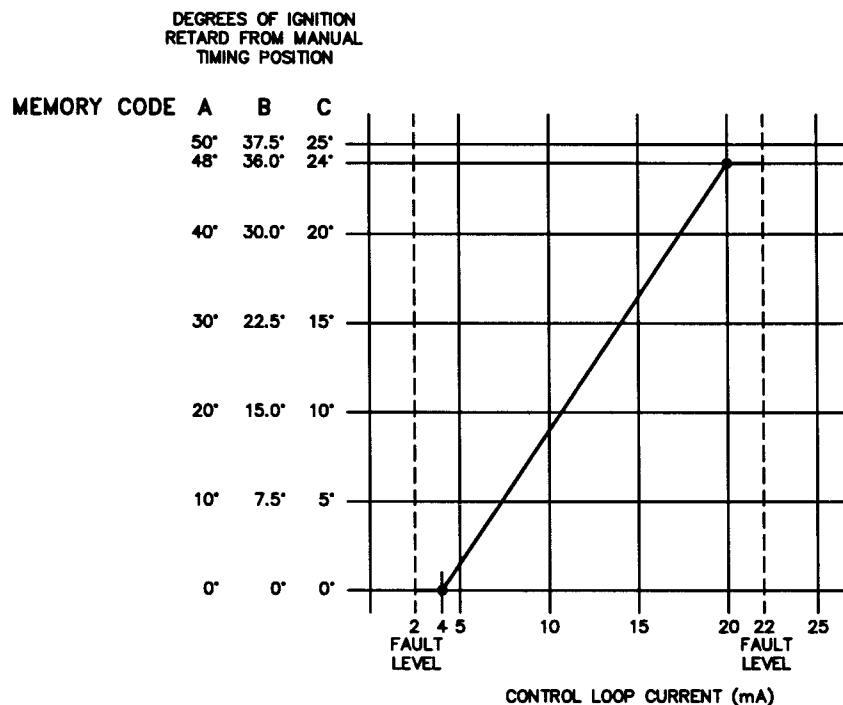 DEGREES OF IGNITION
RETARD FROM MANUAL
TIMING POSITION
MEMORY CODE A B C
50° 37.5° 25°
48° 36.0° 24°
40° 30.0° 20°
30° 22.5° 15°
20° 15.0° 10°
10° 7.5° 5°
0° 0° 0°
2 4 5 10 15 20 22 25
FAULT LEVEL
FAULT LEVEL
CONTROL LOOP CURRENT (mA)